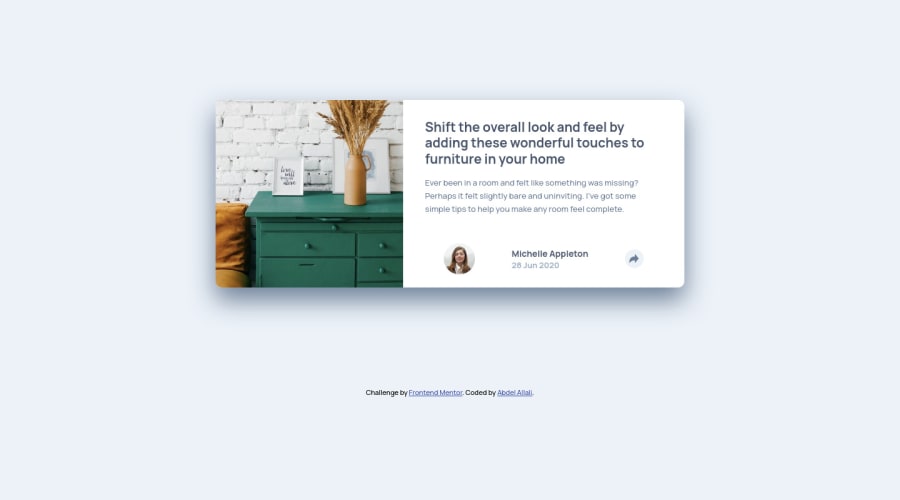 Shift the overall look and feel by
adding these wonderful touches to
furniture in your home
Ever been in a room and felt like something was missing?
Perhaps it felt slightly bare and uninviting. I've got some
simple tips to help you make any room feel complete.
Michelle Appleton
28 Jun 2020
Challenge by Frontend Mentor. Coded by Abdel Allali.